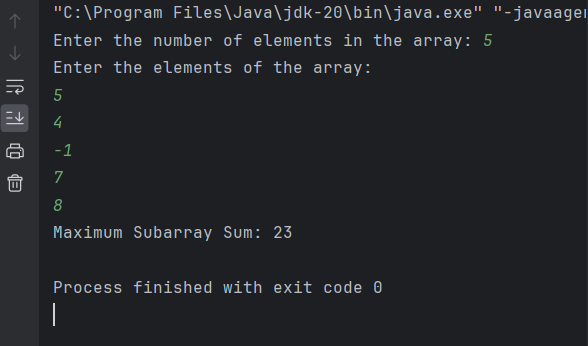 "C:\Program Files\Java\jdk-20\bin\java.exe" "-javaagen
Enter the number of elements in the array: 5
Enter the elements of the array:
5
4
-1
7
8
Maximum Subarray Sum: 23
Process finished with exit code 0